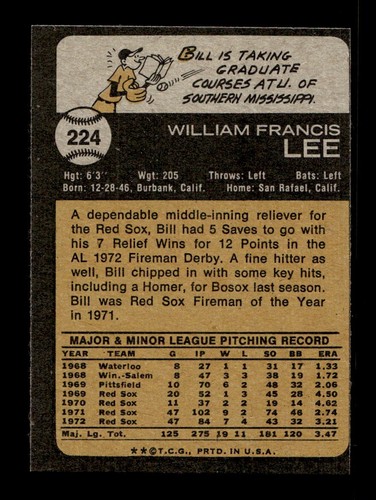 BILL IS TAKING
GRADUATE
COURSES AT U. OF
SOUTHERN MISSISSIPPI.
224
WILLIAM FRANCIS
LEE
Hgt: 6'3" Wgt: 205 Throws: Left Bats: Left
Born: 12-28-46, Burbank, Calif. Home: San Rafael, Calif.
A dependable middle-inning reliever for
the Red Sox, Bill had 5 Saves to go with
his 7 Relief Wins for 12 Points in the
AL 1972 Fireman Derby. A fine hitter as
well, Bill chipped in with some key hits,
including a Homer, for Bosox last season.
Bill was Red Sox Fireman of the Year
in 1971.
MAJOR & MINOR LEAGUE PITCHING RECORD
YEAR TEAM G IP W L SO BB ERA
1968 Waterloo 8 27 1 1 31 17 1.33
1968 Win.-Salem 8 47 3 3 38 19 1.72
1969 Pittsfield 10 70 6 2 48 32 2.06
1969 Red Sox 20 52 1 3 45 28 4.50
1970 Red Sox 11 37 2 2 19 14 4.62
1971 Red Sox 47 102 9 2 74 46 2.74
1972 Red Sox 47 84 7 4 43 32 3.21
Maj. Lg. Tot. 125 275 19 11 181 120 3.47
**©T.C.G., PRTD. IN U.S.A.